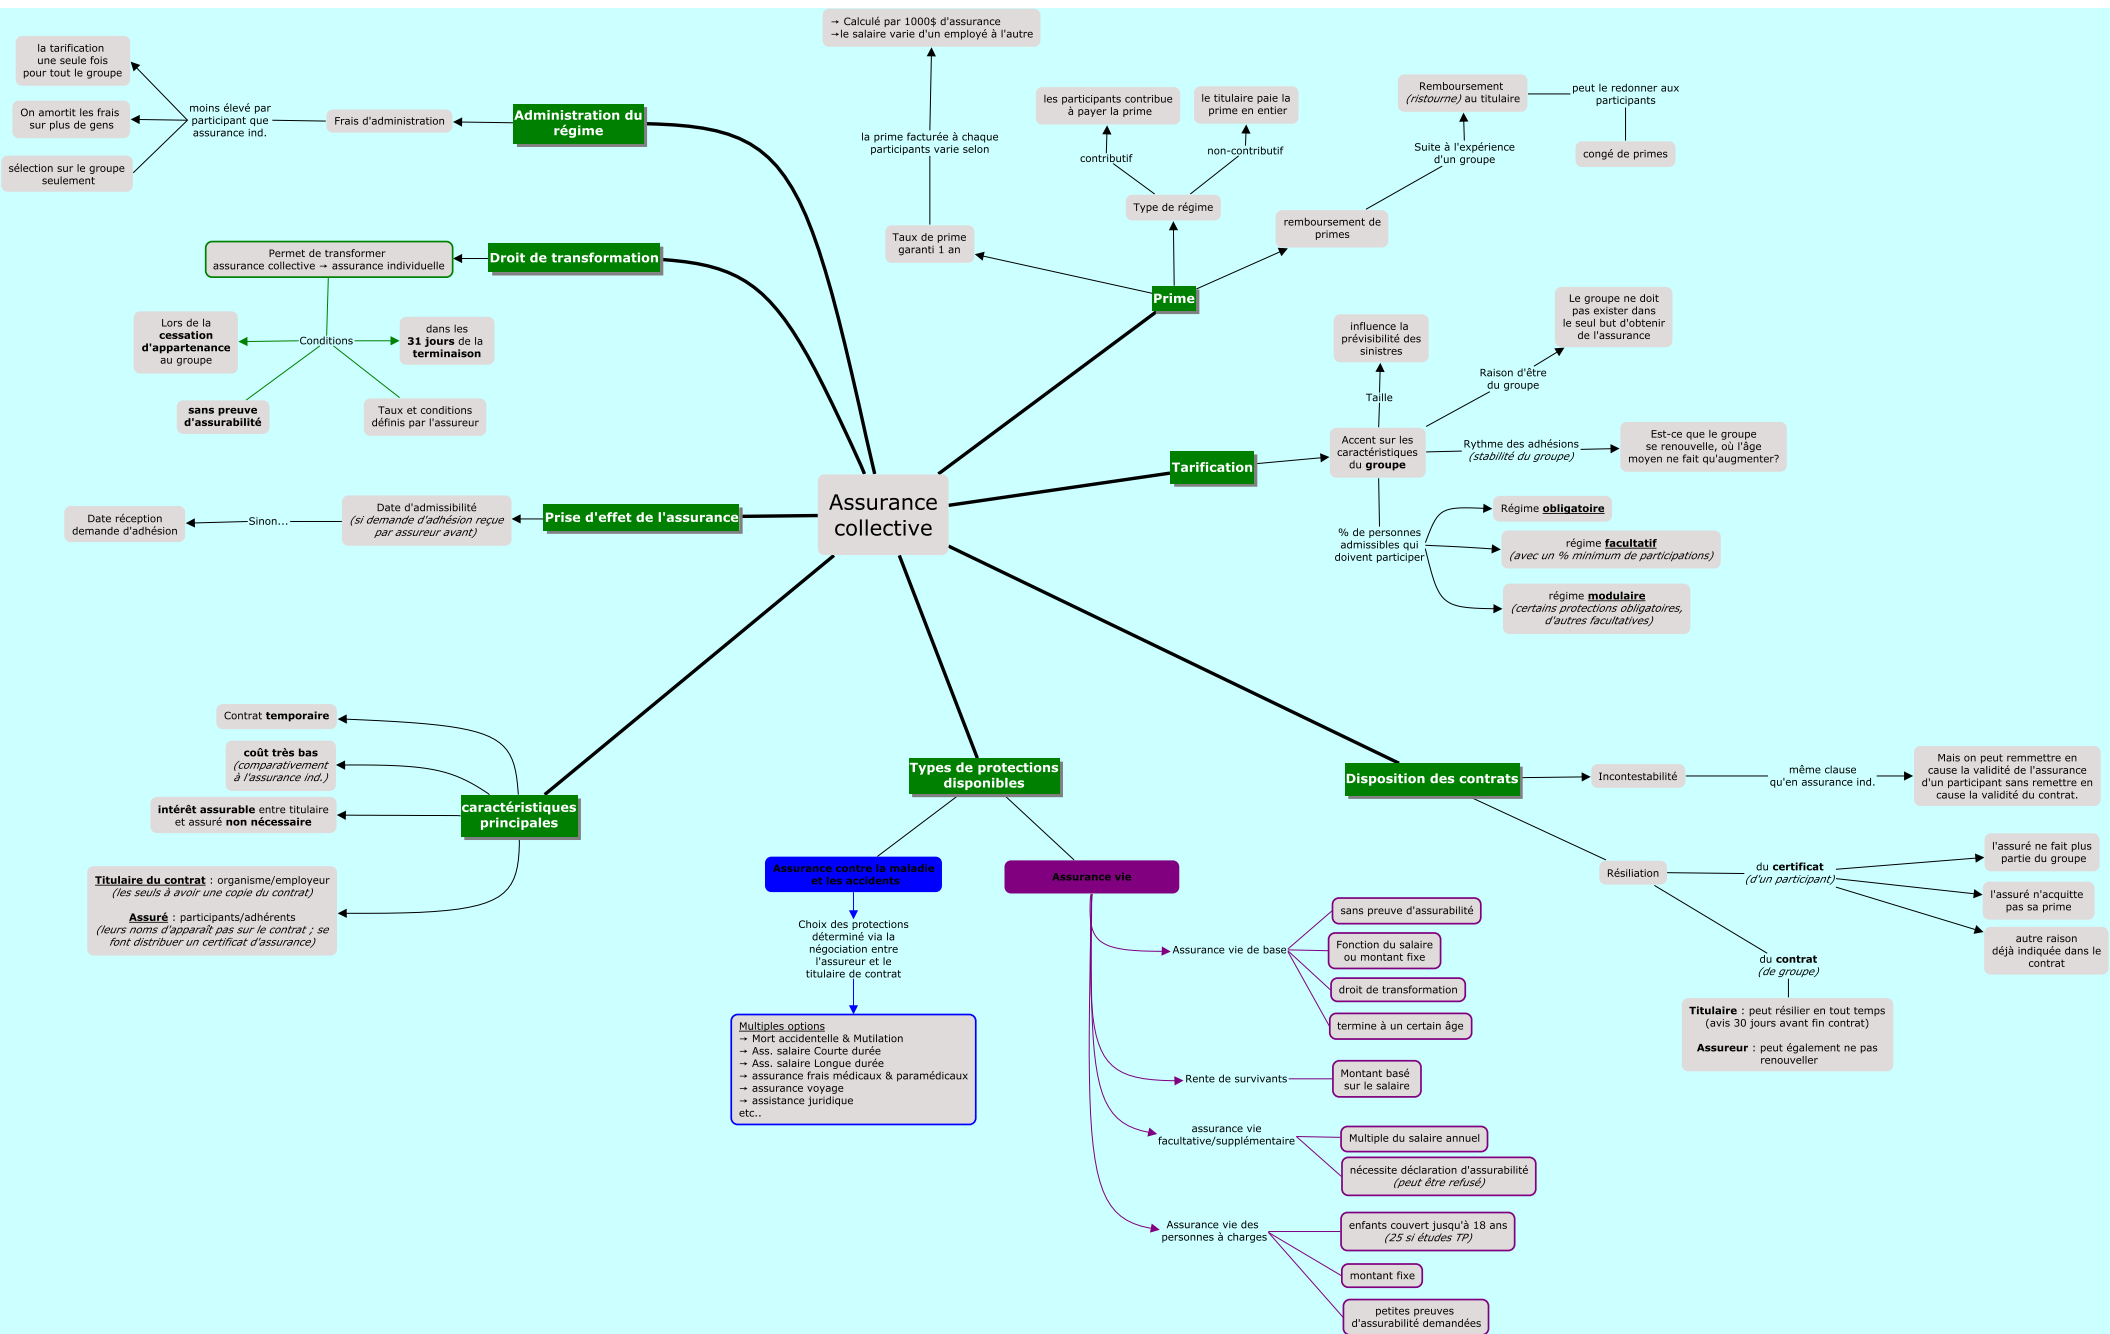 → Calculé par 1000$ d'assurance
→le salaire varie d'un employé à l'autre
la prime facturée à chaque
participants varie selon
Taux de prime
garanti 1 an
les participants contribue
à payer la prime
contributif
le titulaire paie la
prime en entier
non-contributif
Type de régime
Remboursement
(ristourne) au titulaire
peut le redonner aux
participants
congé de primes
Suite à l'expérience
d'un groupe
remboursement de
primes
Prime
la tarification
une seule fois
pour tout le groupe
On amortit les frais
sur plus de gens
sélection sur le groupe
seulement
moins élevé par
participant que
assurance ind.
Frais d'administration
Administration du
régime
Permet de transformer
assurance collective → assurance individuelle
Droit de transformation
Lors de la
cessation
d'appartenance
au groupe
Conditions
dans les
31 jours de la
terminaison
sans preuve
d'assurabilité
Taux et conditions
définis par l'assureur
influence la
prévisibilité des
sinistres
Taille
Le groupe ne doit
pas exister dans
le seul but d'obtenir
de l'assurance
Raison d'être
du groupe
Tarification
Accent sur les
caractéristiques
du groupe
Rythme des adhésions
(stabilité du groupe)
Est-ce que le groupe
se renouvelle, où l'âge
moyen ne fait qu'augmenter?
% de personnes
admissibles qui
doivent participer
Régime obligatoire
régime facultatif
(avec un % minimum de participations)
régime modulaire
(certains protections obligatoires,
d'autres facultatives)
Assurance
collective
Date réception
demande d'adhésion
Sinon...
Date d'admissibilité
(si demande d'adhésion reçue
par assureur avant)
Prise d'effet de l'assurance
Contrat temporaire
coût très bas
(comparativement
à l'assurance ind.)
intérêt assurable entre titulaire
et assuré non nécessaire
caractéristiques
principales
Titulaire du contrat : organisme/employeur
(les seuls à avoir une copie du contrat)
Assuré : participants/adhérents
(leurs noms d'apparaît pas sur le contrat ; se
font distribuer un certificat d'assurance)
Types de protections
disponibles
Assurance contre la maladie
et les accidents
Choix des protections
déterminé via la
négociation entre
l'assureur et le
titulaire de contrat
Multiples options
→ Mort accidentelle & Mutilation
→ Ass. salaire Courte durée
→ Ass. salaire Longue durée
→ assurance frais médicaux & paramédicaux
→ assurance voyage
→ assistance juridique
etc..
Assurance vie
Assurance vie de base
sans preuve d'assurabilité
Fonction du salaire
ou montant fixe
droit de transformation
termine à un certain âge
Rente de survivants
Montant basé
sur le salaire
assurance vie
facultative/supplémentaire
Multiple du salaire annuel
nécessite déclaration d'assurabilité
(peut être refusé)
Assurance vie des
personnes à charges
enfants couvert jusqu'à 18 ans
(25 si études TP)
montant fixe
petites preuves
d'assurabilité demandées
Disposition des contrats
Incontestabilité
même clause
qu'en assurance ind.
Mais on peut remmettre en
cause la validité de l'assurance
d'un participant sans remettre en
cause la validité du contrat.
Résiliation
du certificat
(d'un participant)
l'assuré ne fait plus
partie du groupe
l'assuré n'acquitte
pas sa prime
autre raison
déjà indiquée dans le
contrat
du contrat
(de groupe)
Titulaire : peut résilier en tout temps
(avis 30 jours avant fin contrat)
Assureur : peut également ne pas
renouveller